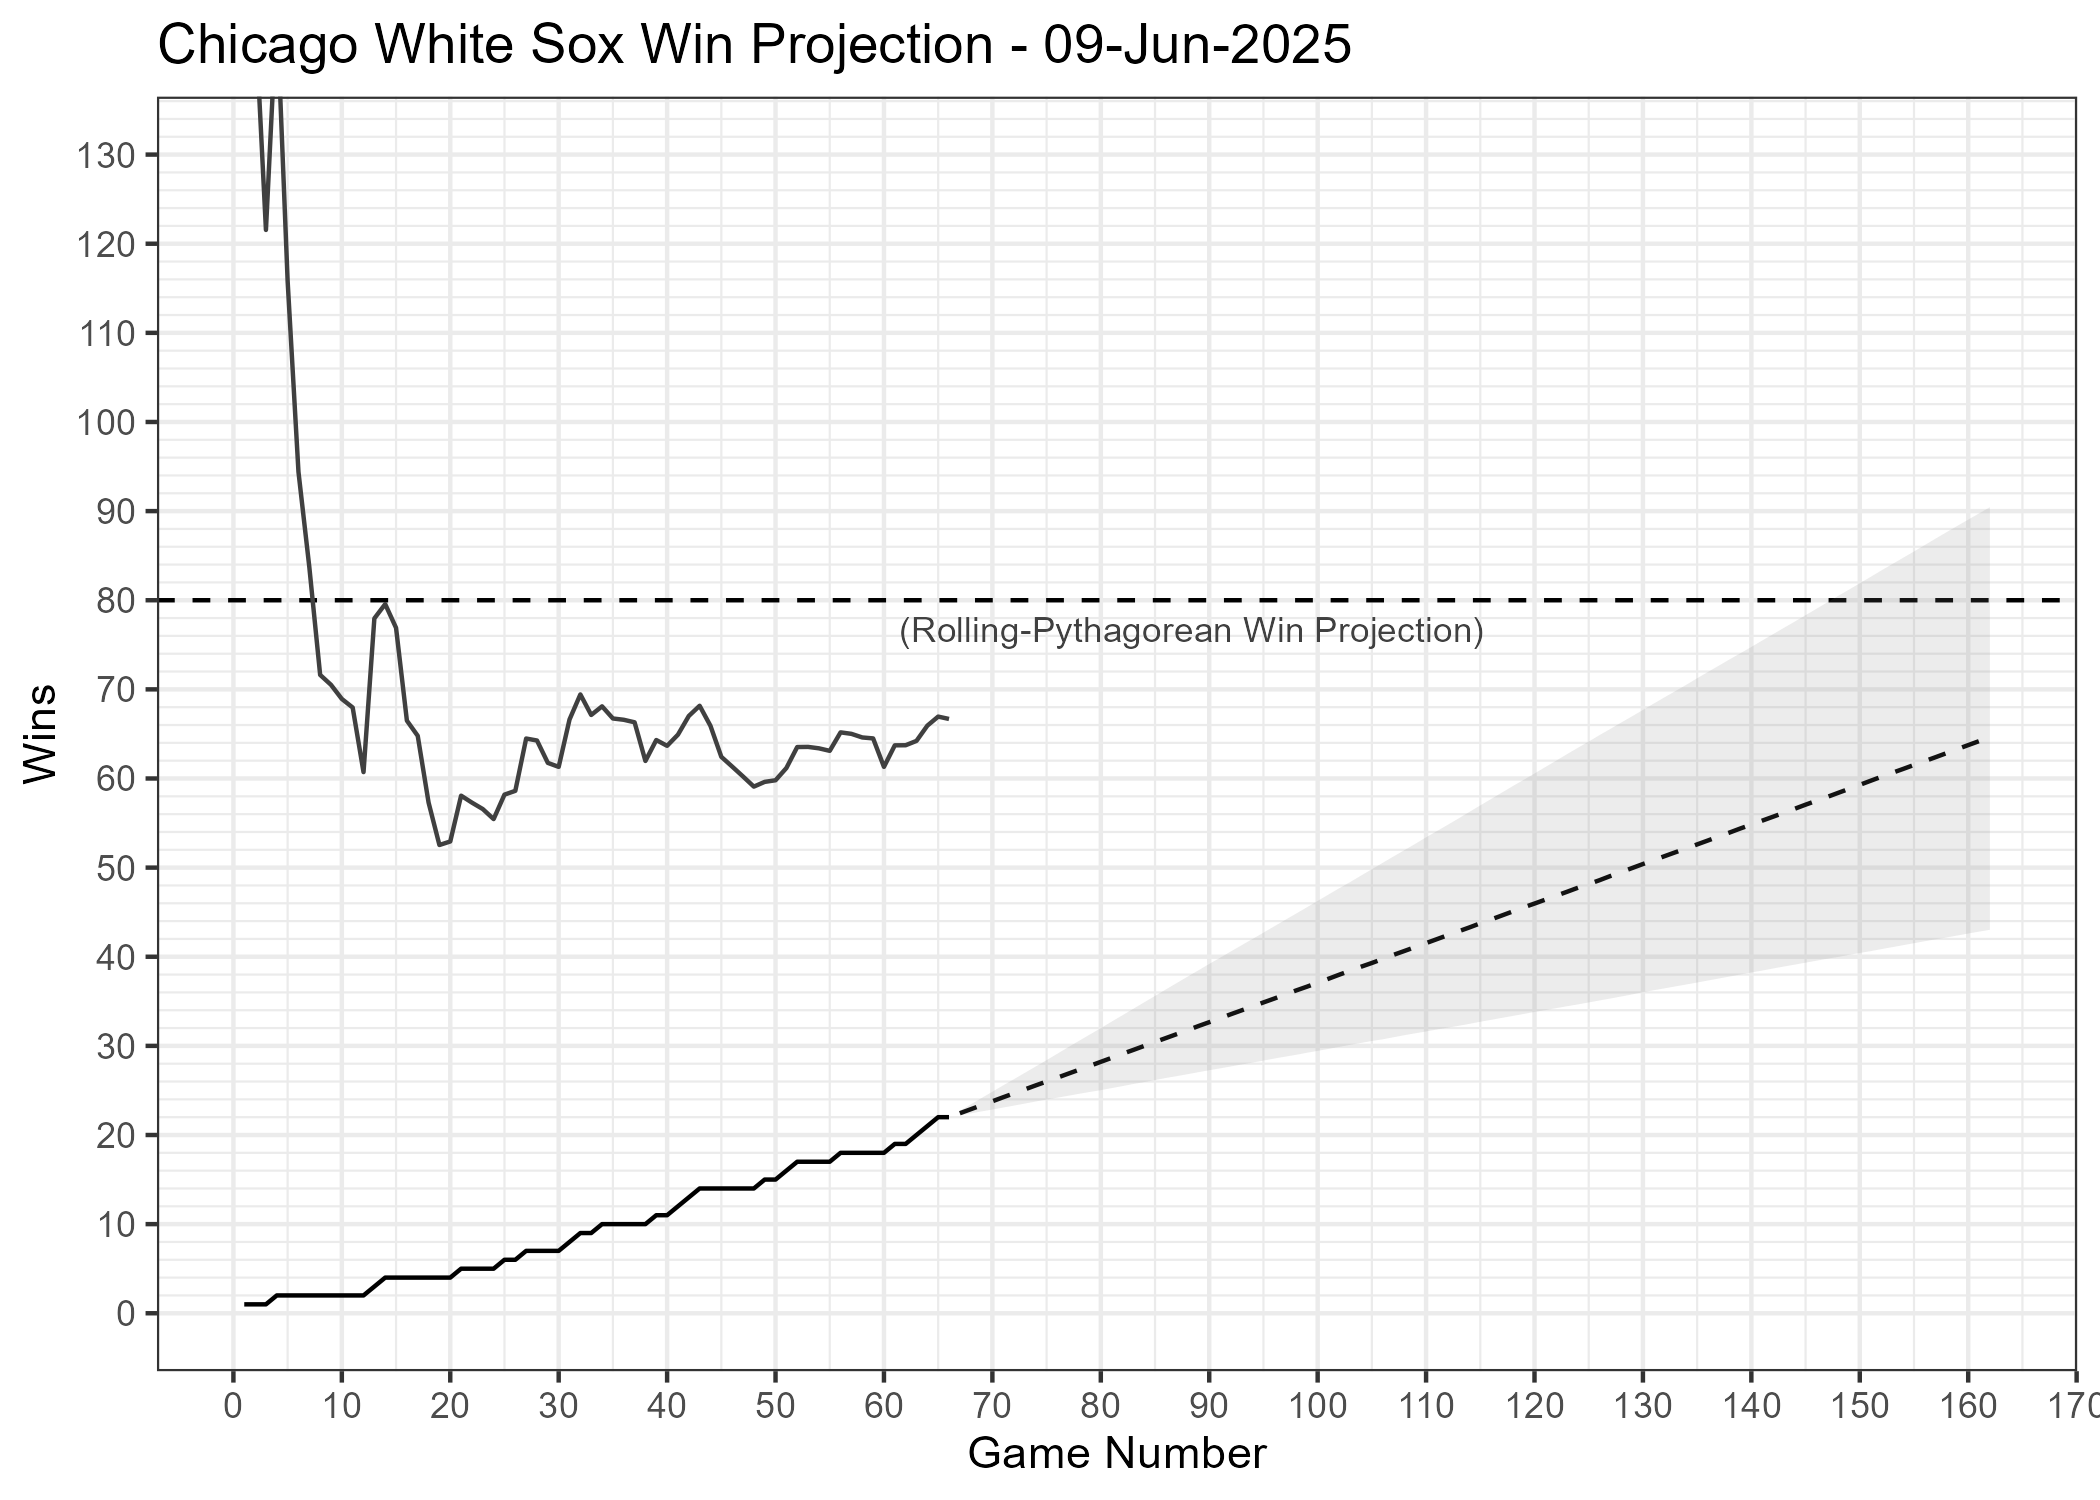 Chicago White Sox Win Projection - 09-Jun-2025
130
120
110
100
90
80
(Rolling-Pythagorean Win Projection)
70
60
50
40
30
20
10
0
Wins
0 10 20 30 40 50 60 70 80 90 100 110 120 130 140 150 160 170
Game Number